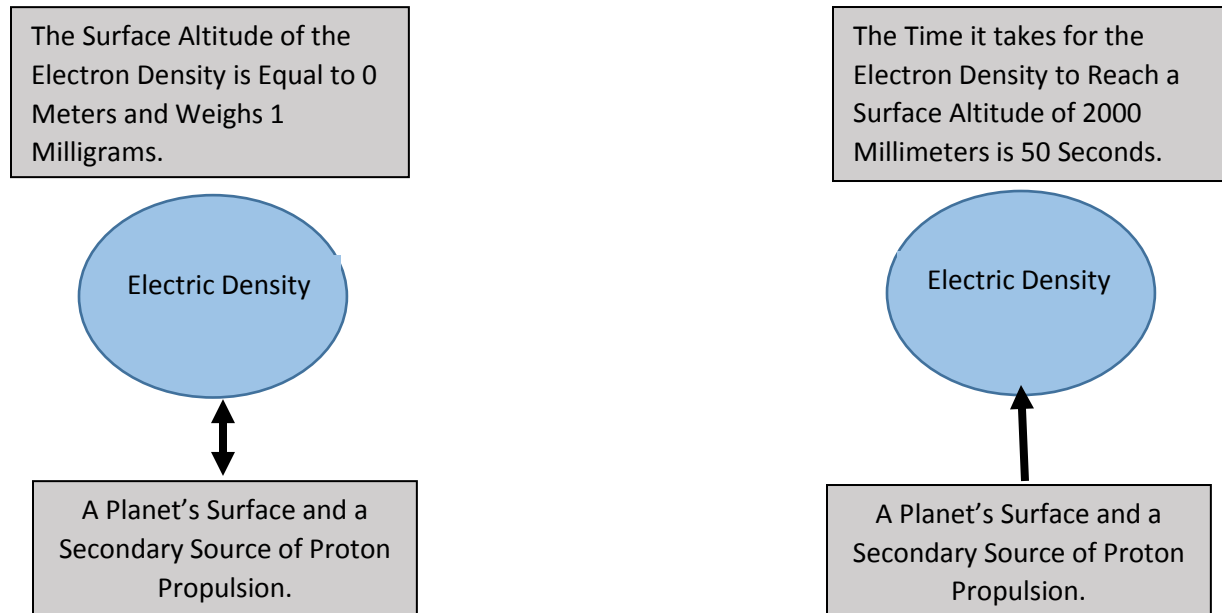 The Surface Altitude of the
Electron Density is Equal to 0
Meters and Weighs 1
Milligrams.
Electric Density
A Planet’s Surface and a
Secondary Source of Proton
Propulsion.
The Time it takes for the
Electron Density to Reach a
Surface Altitude of 2000
Millimeters is 50 Seconds.
Electric Density
A Planet’s Surface and a
Secondary Source of Proton
Propulsion.